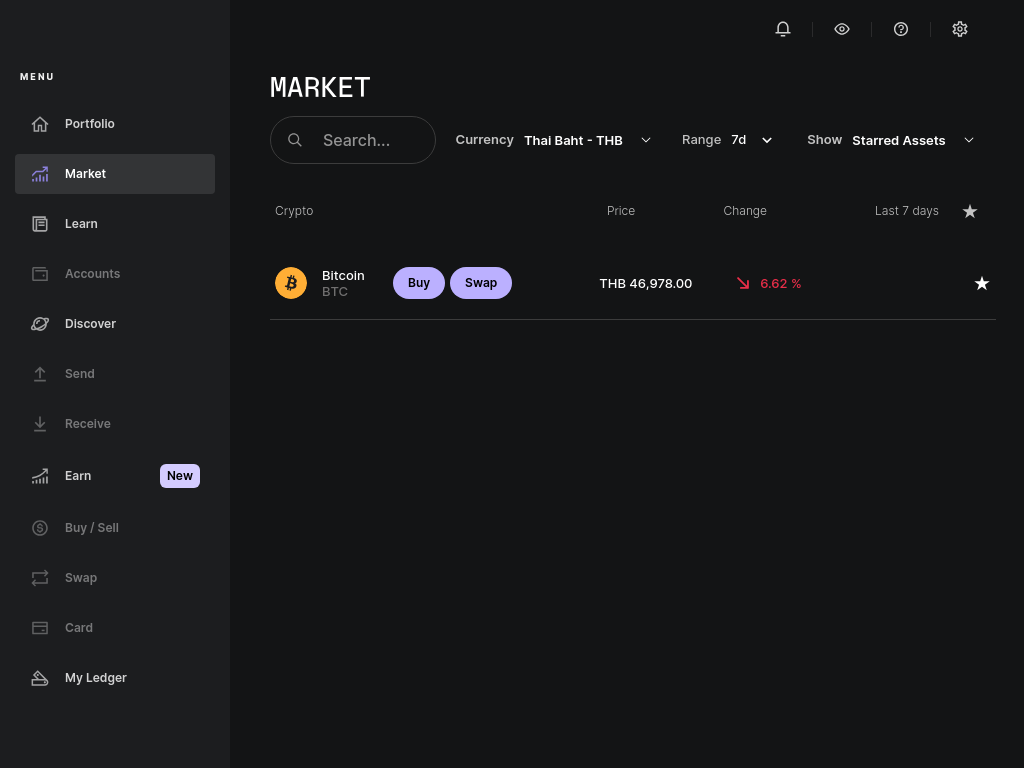 MENU
Portfolio
Market
Learn
Accounts
Discover
Send
Receive
Earn
New
Buy / Sell
Swap
Card
My Ledger
MARKET
Search...
Currency Thai Baht - THB
Range 7d
Show Starred Assets
Crypto Price Change Last 7 days
Bitcoin
BTC
Buy Swap
THB 46,978.00
6.62 %